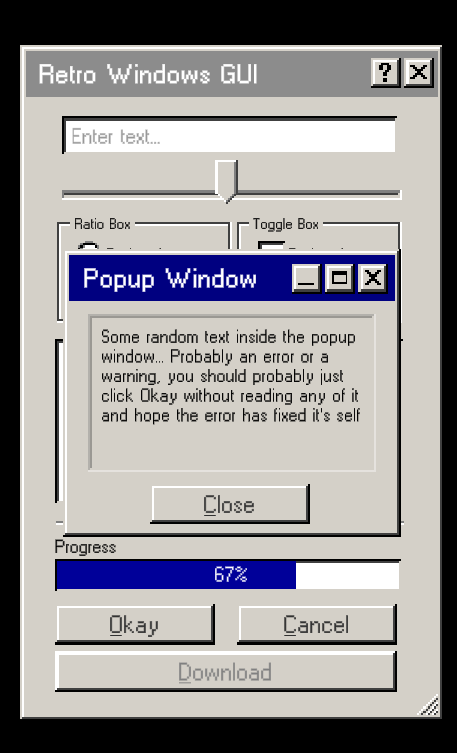 Retro Windows GUI
Enter text...
Ratio Box
Toggle Box
Popup Window
Some random text inside the popup
window... Probably an error or a
warning, you should probably just
click Okay without reading any of it
and hope the error has fixed it's self
Close
Progress
67%
Okay
Cancel
Download